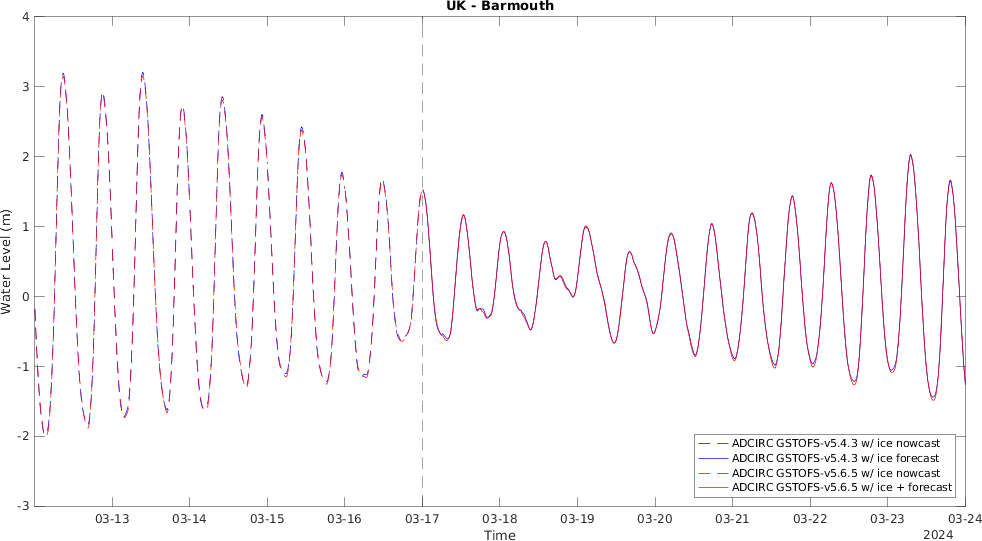 UK - Barmouth
4
3
2
1
0
-1
-2
-3
Water Level (m)
ADCIRC GSTOFS-v5.4.3 w/ ice nowcast
ADCIRC GSTOFS-v5.4.3 w/ ice forecast
ADCIRC GSTOFS-v5.6.5 w/ ice nowcast
ADCIRC GSTOFS-v5.6.5 w/ ice + forecast
03-13 03-14 03-15 03-16 03-17 03-18 03-19 03-20 03-21 03-22 03-23 03-24
Time
2024